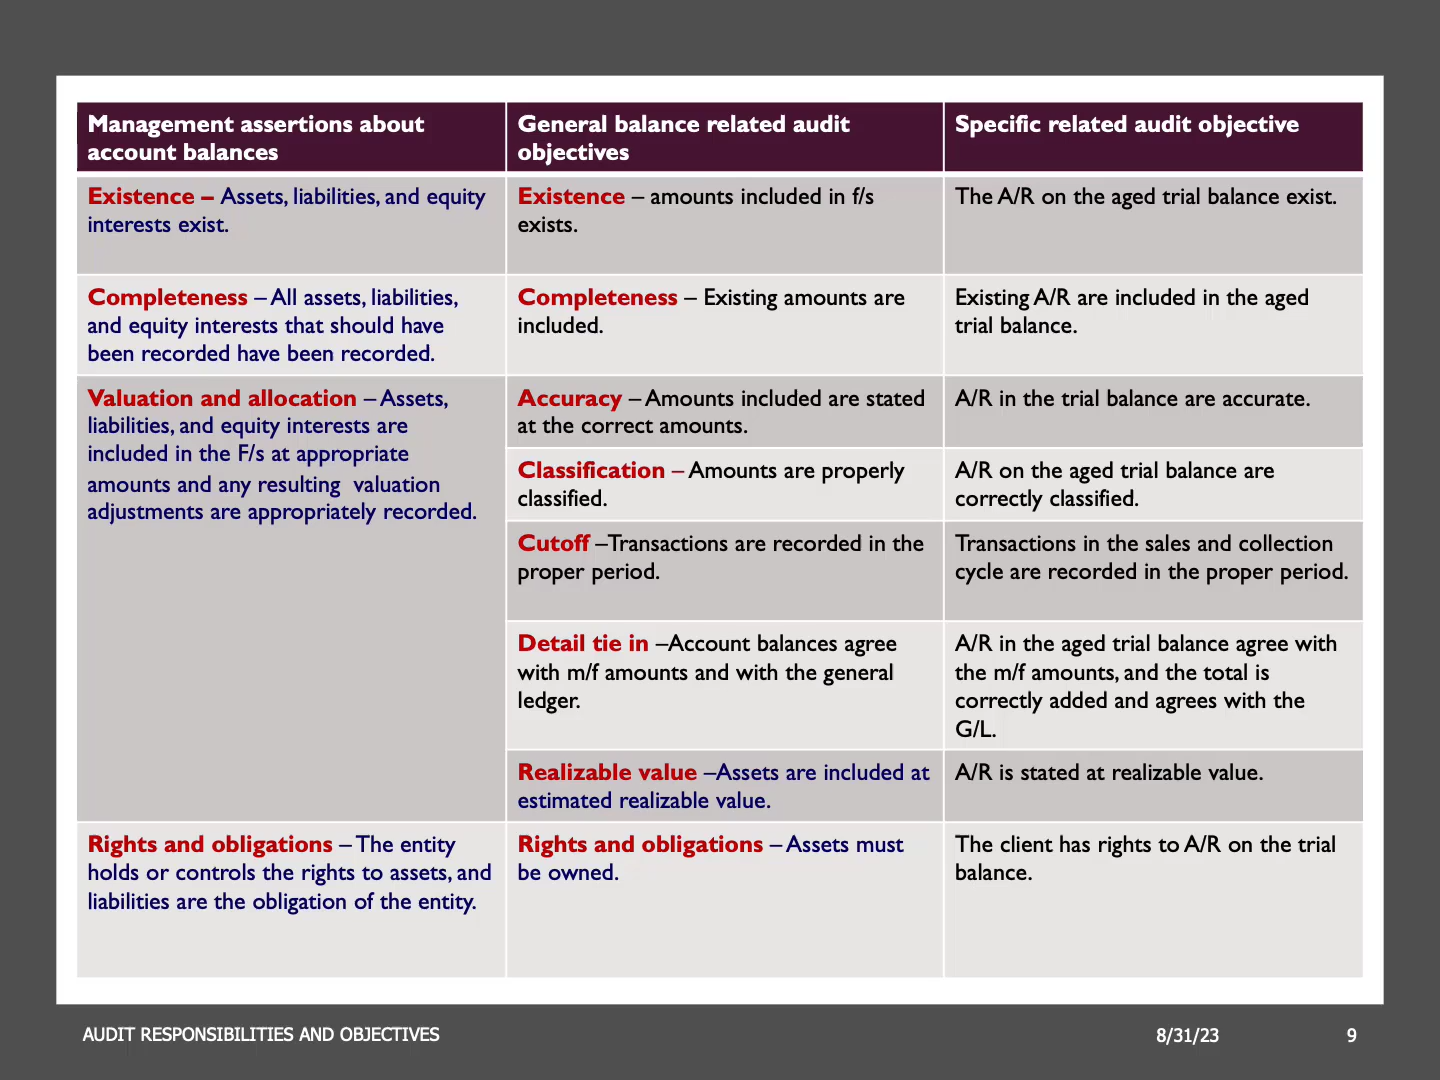 Management assertions about
account balances
General balance related audit
objectives
Specific related audit objective
Existence – Assets, liabilities, and equity
interests exist.
Existence – amounts included in f/s
exists.
The A/R on the aged trial balance exist.
Completeness – All assets, liabilities,
and equity interests that should have
been recorded have been recorded.
Completeness – Existing amounts are
included.
Existing A/R are included in the aged
trial balance.
Valuation and allocation – Assets,
liabilities, and equity interests are
included in the F/s at appropriate
amounts and any resulting  valuation
adjustments are appropriately recorded.
Accuracy – Amounts included are stated
at the correct amounts.
A/R in the trial balance are accurate.
Classification – Amounts are properly
classified.
A/R on the aged trial balance are
correctly classified.
Cutoff –Transactions are recorded in the
proper period.
Transactions in the sales and collection
cycle are recorded in the proper period.
Detail tie in –Account balances agree
with m/f amounts and with the general
ledger.
A/R in the aged trial balance agree with
the m/f amounts, and the total is
correctly added and agrees with the
G/L.
Realizable value –Assets are included at
estimated realizable value.
A/R is stated at realizable value.
Rights and obligations – The entity
holds or controls the rights to assets, and
liabilities are the obligation of the entity.
Rights and obligations – Assets must
be owned.
The client has rights to A/R on the trial
balance.
AUDIT RESPONSIBILITIES AND OBJECTIVES
8/31/23
9